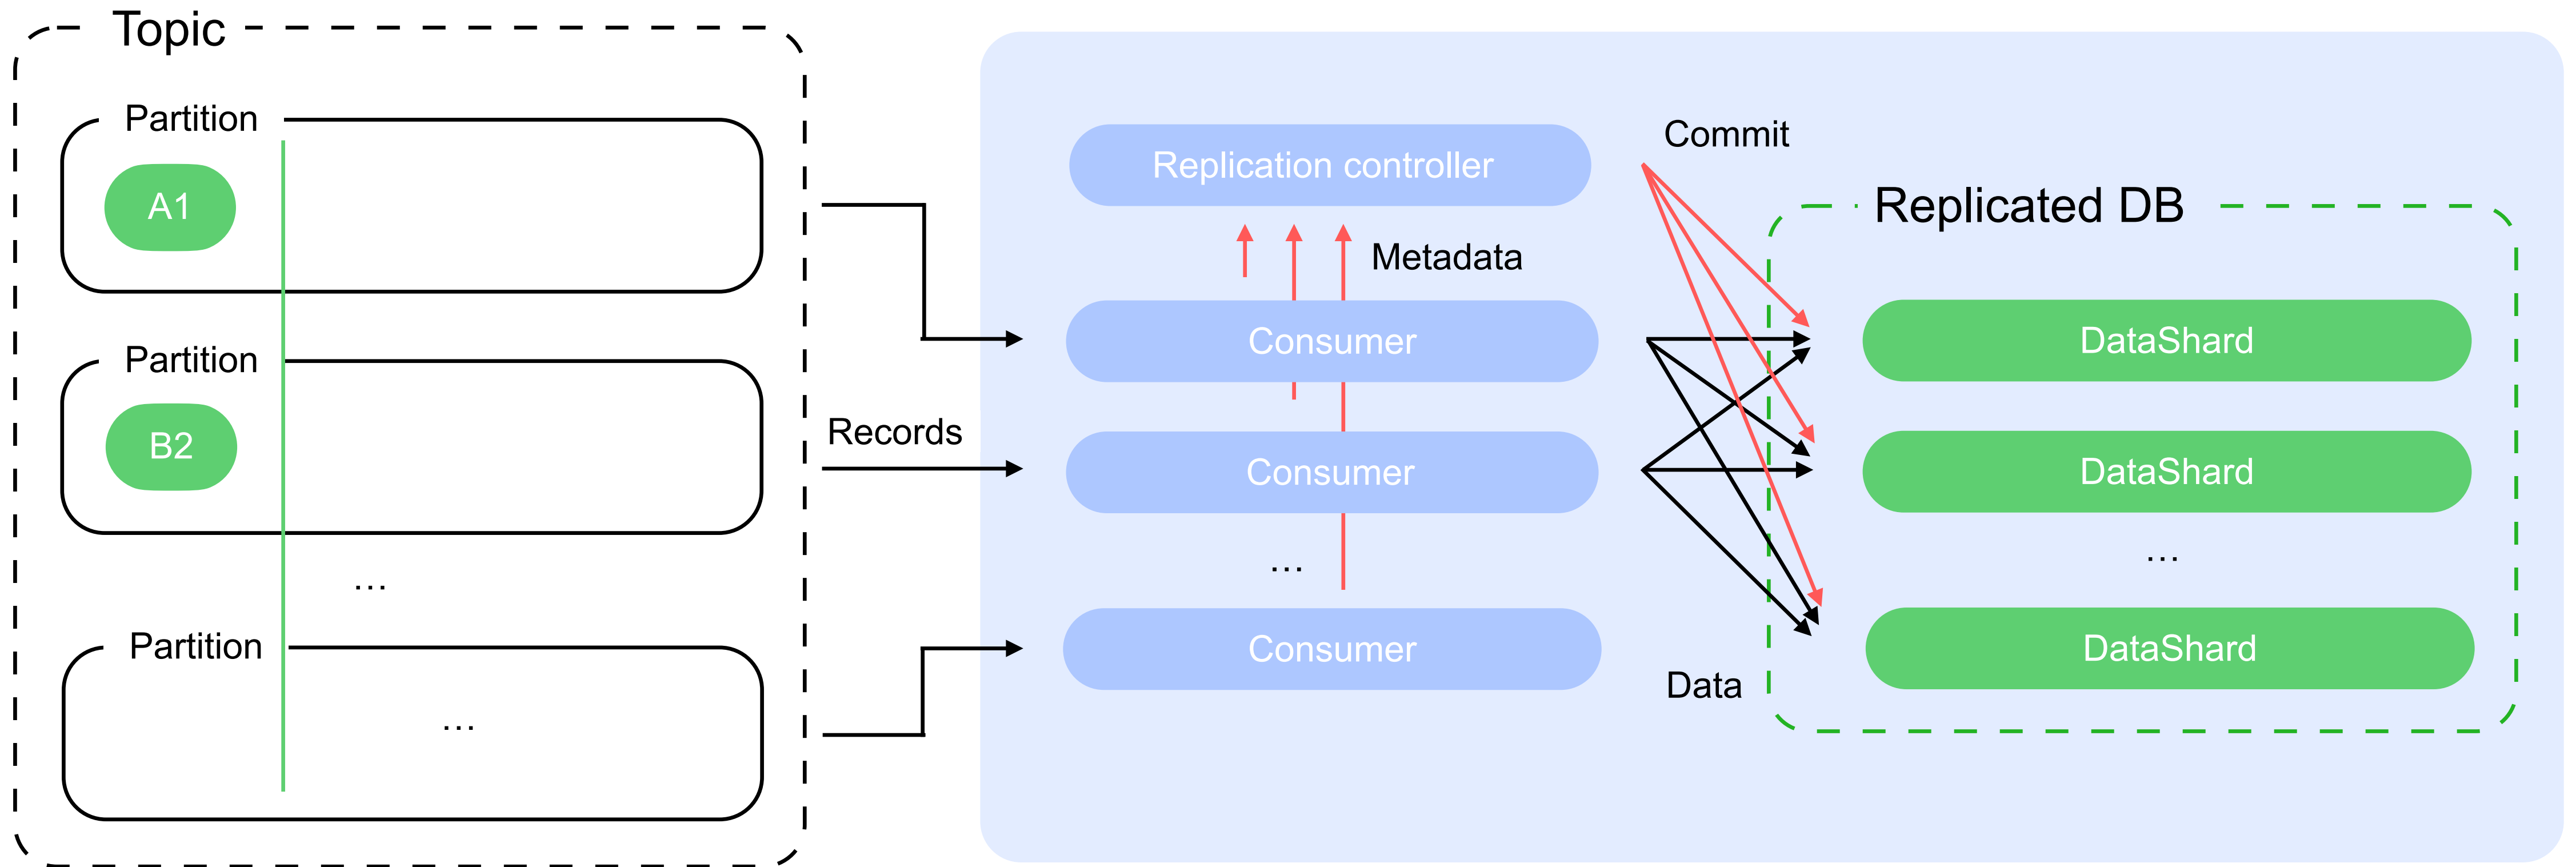 Topic
Partition
A1
Partition
B2
...
Partition
...
Records
Replication controller
Metadata
Consumer
Consumer
...
Consumer
Commit
Data
Replicated DB
DataShard
DataShard
...
DataShard